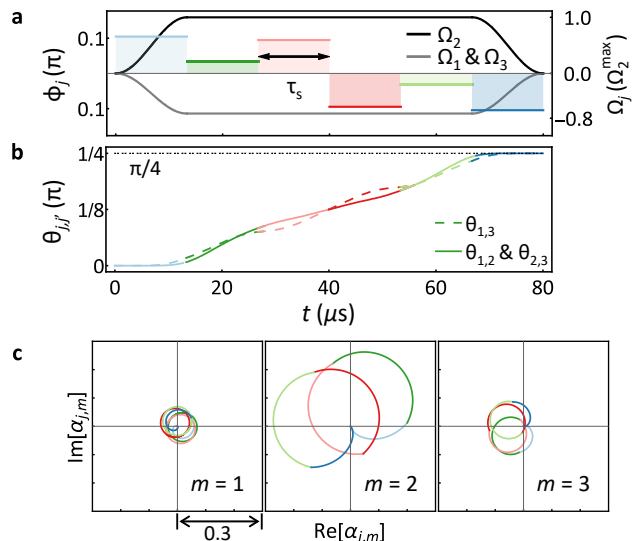 a
ϕj (π)
0.1
0.1
Ω2
Ω1 & Ω3
τs
1.0
0.0
−0.8
Ωj (Ω2max)
b
θj,j′ (π)
1/4
1/8
0
π/4
θ1,3
θ1,2 & θ2,3
0 20 40 60 80
t (μs)
c
Im[αj,m]
m = 1
m = 2
m = 3
0.3
Re[αj,m]